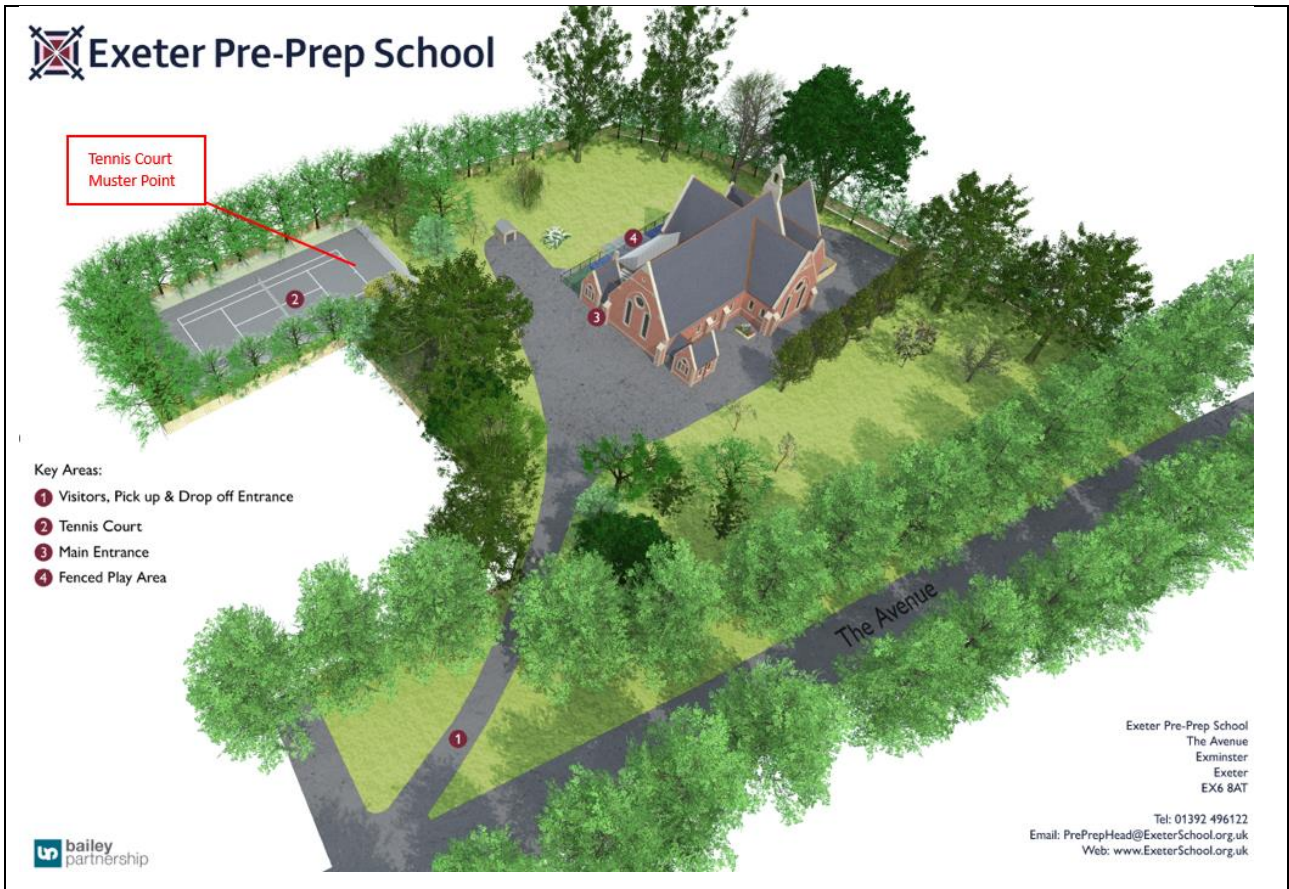 Exeter Pre-Prep School
Tennis Court
Muster Point
4
2
3
Key Areas:
1 Visitors, Pick up & Drop off Entrance
2 Tennis Court
3 Main Entrance
4 Fenced Play Area
The Avenue
1
Exeter Pre-Prep School
The Avenue
Exminster
Exeter
EX6 8AT
Tel: 01392 496122
Email: PrePrepHead@ExeterSchool.org.uk
Web: www.ExeterSchool.org.uk
bailey
partnership